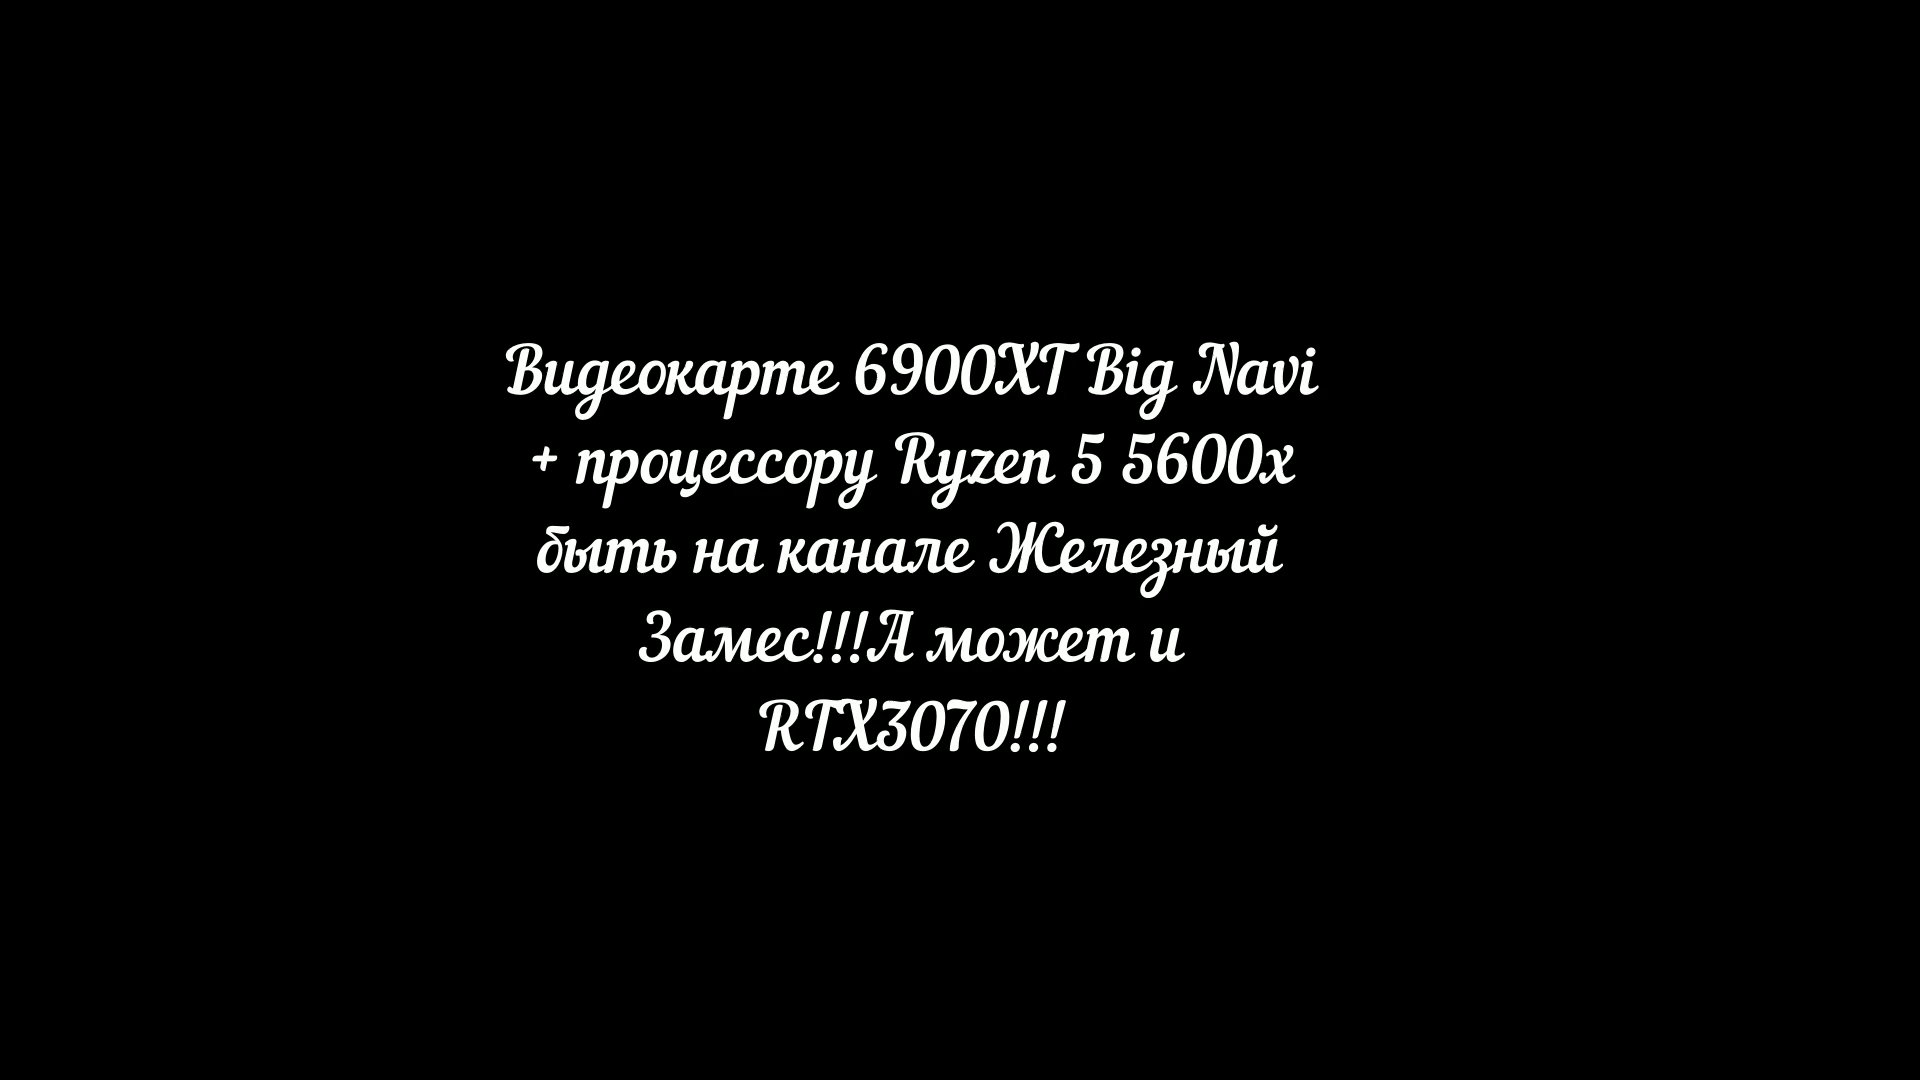 Видеокарте 6900XT Big Navi
+ процессору Ryzen 5 5600x
быть на канале Железный
Замес!!!А может и
RTX3070!!!